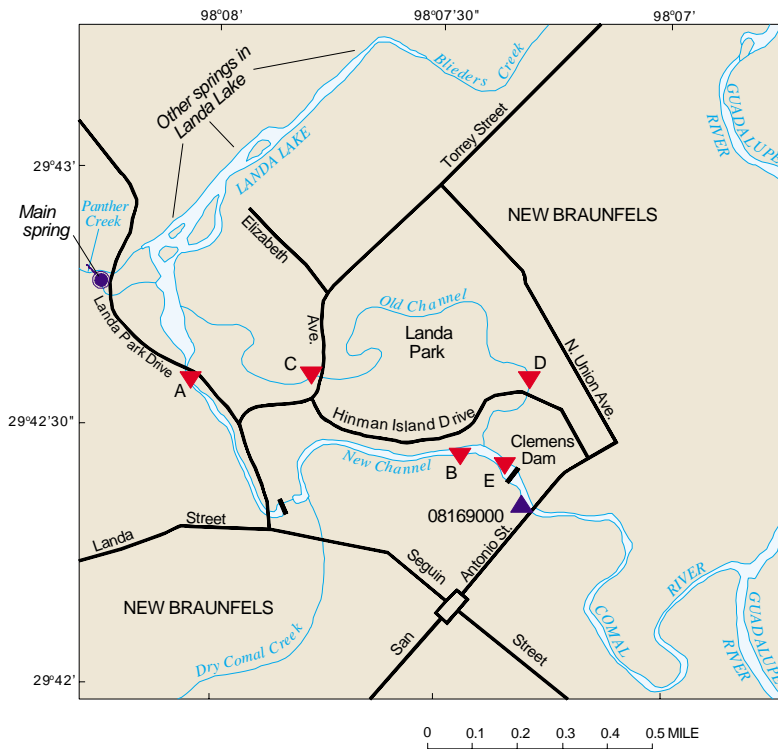 98°08'
98°07'30"
98°07'
Other springs in
Landa Lake
Blieders
Creek
GUADALUPE
RIVER
Torrey Street
29°43'
LANDA LAKE
Panther
Creek
Main
spring
Elizabeth
Ave.
NEW BRAUNFELS
Landa Park Drive
Old Channel
Landa
Park
N. Union Ave.
C
D
A
29°42'30"
Hinman Island Drive
New Channel
B
E
Clemens
Dam
08169000
Landa
Street
Seguin
Antonio St.
San
Street
NEW BRAUNFELS
Dry Comal Creek
COMAL
RIVER
GUADALUPE
RIVER
29°42'
0
0.1
0.2
0.3
0.4
0.5 MILE